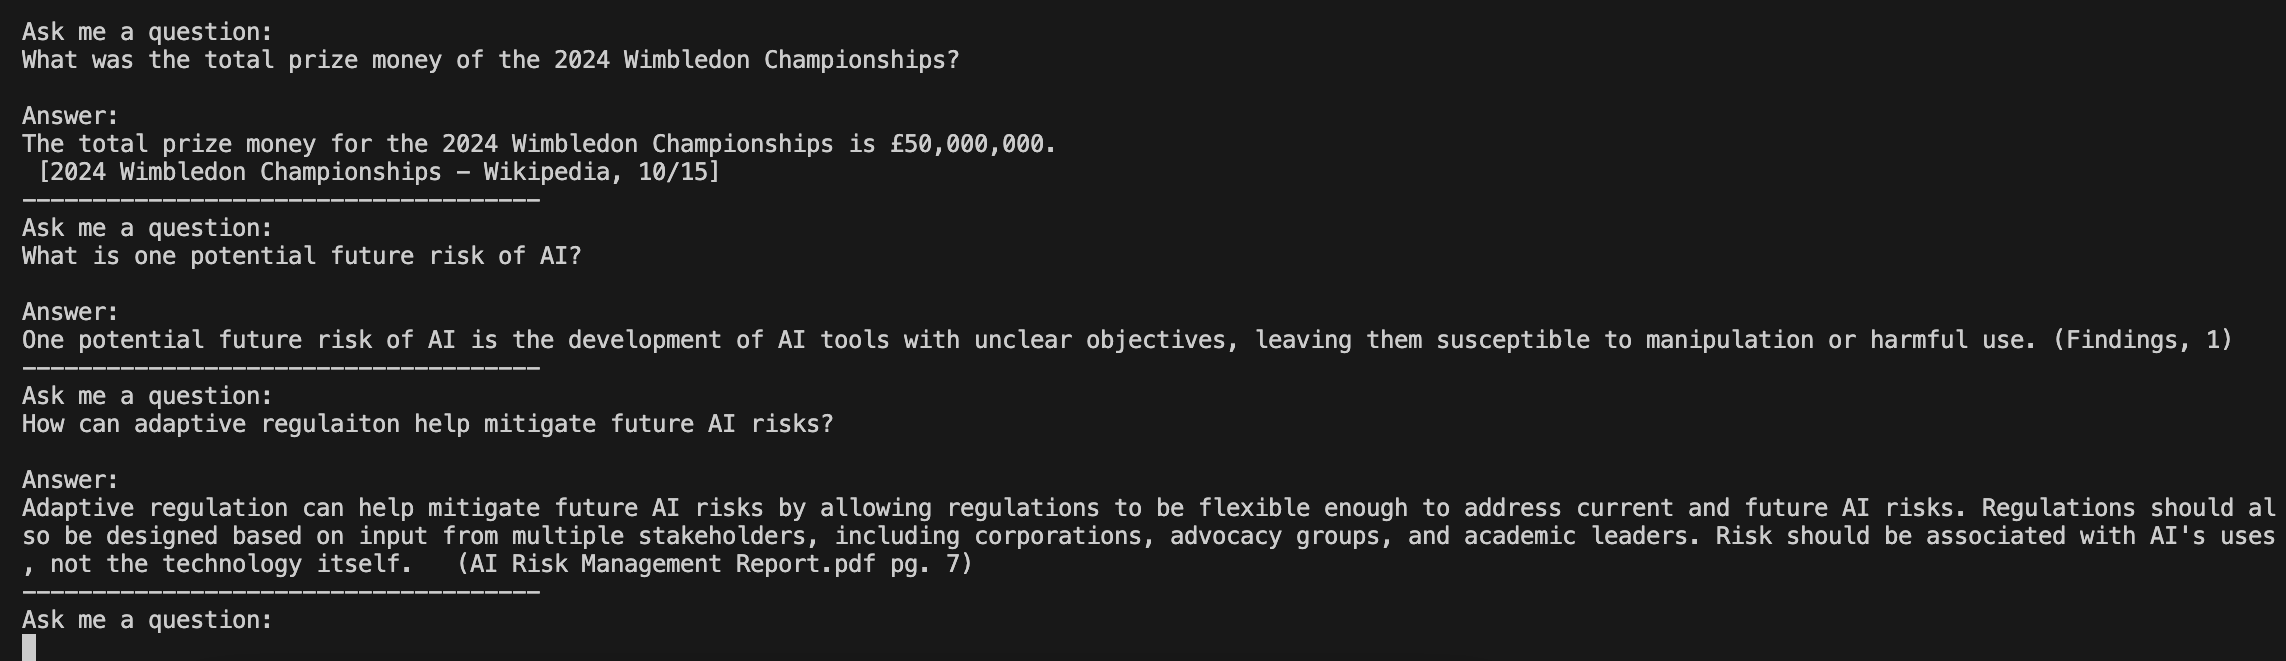 Ask me a question:
What was the total prize money of the 2024 Wimbledon Championships?
Answer:
The total prize money for the 2024 Wimbledon Championships is £50,000,000.
[2024 Wimbledon Championships - Wikipedia, 10/15]
-------------------------------------
Ask me a question:
What is one potential future risk of AI?
Answer:
One potential future risk of AI is the development of AI tools with unclear objectives, leaving them susceptible to manipulation or harmful use. (Findings, 1)
-------------------------------------
Ask me a question:
How can adaptive regulaiton help mitigate future AI risks?
Answer:
Adaptive regulation can help mitigate future AI risks by allowing regulations to be flexible enough to address current and future AI risks. Regulations should al
so be designed based on input from multiple stakeholders, including corporations, advocacy groups, and academic leaders. Risk should be associated with AI's uses
, not the technology itself.   (AI Risk Management Report.pdf pg. 7)
-------------------------------------
Ask me a question: